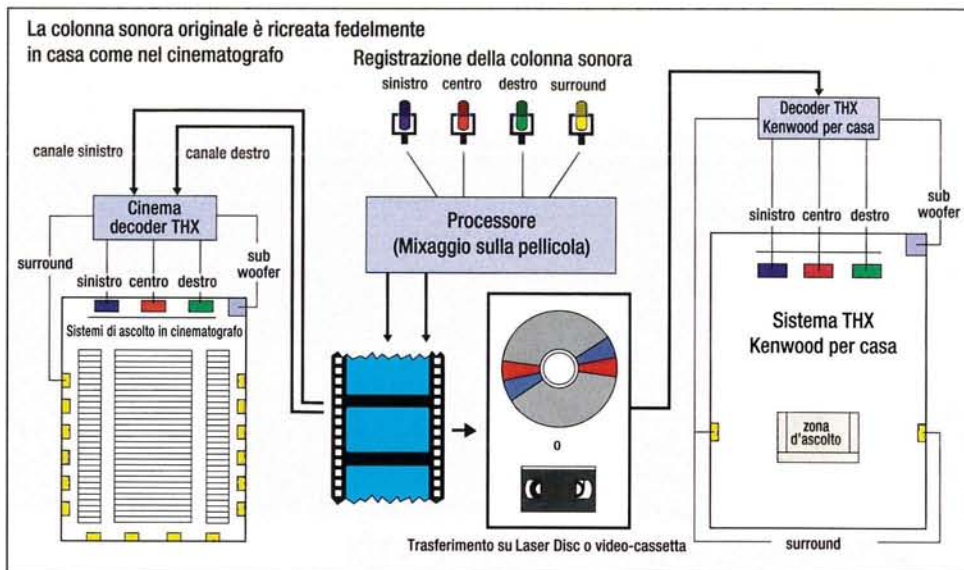 La colonna sonora originale è ricreata fedelmente
in casa come nel cinematografo
Registrazione della colonna sonora
sinistro centro destro surround
canale sinistro
canale destro
Cinema
decoder THX
surround
sub
woofer
sinistro centro destro
Sistemi di ascolto in cinematografo
Processore
(Mixaggio sulla pellicola)
o
Trasferimento su Laser Disc o video-cassetta
Decoder THX
Kenwood per casa
sinistro centro destro
sub
woofer
Sistema THX
Kenwood per casa
zona
d'ascolto
surround